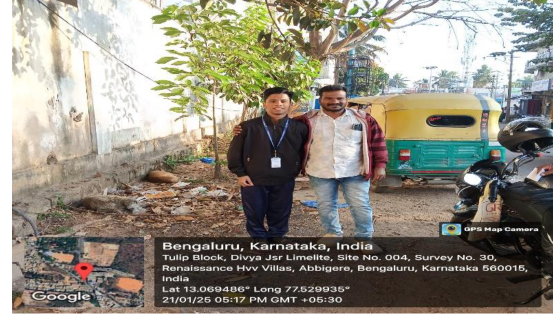 GPS Map Camera
Bengaluru, Karnataka, India
Tulip Block, Divya Jsr Limelite, Site No. 004, Survey No. 30,
Renaissance Hvv Villas, Abbigere, Bengaluru, Karnataka 560015,
India
Lat 13.069486° Long 77.529935°
21/01/25 05:17 PM GMT +05:30
Google